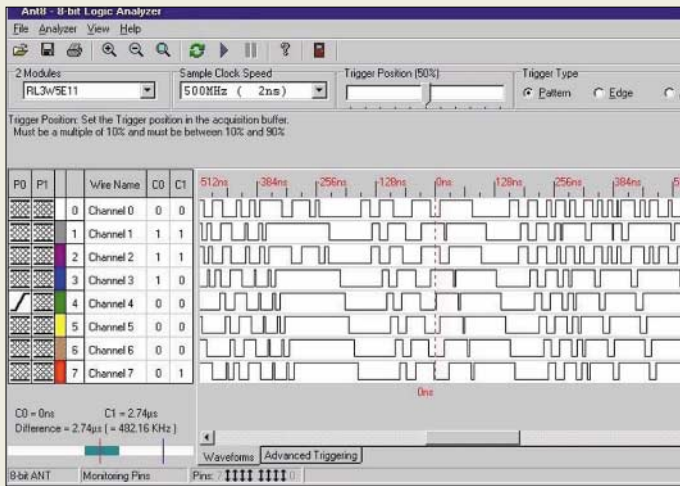 Ant8 - 8-bit Logic Analyzer
File Analyzer View Help
2 Modules
RL3W5E11
Sample Clock Speed
500MHz ( 2ns)
Trigger Position (50%)
Trigger Type
Pattern Edge
Trigger Position: Set the Trigger position in the acquisition buffer.
Must be a multiple of 10% and must be between 10% and 90%
P0 P1 Wire Name C0 C1
-512ns -384ns -256ns -128ns 0ns 128ns 256ns 384ns
0 Channel 0 0 0
1 Channel 1 1 1
2 Channel 2 1 1
3 Channel 3 1 0
4 Channel 4 0 0
5 Channel 5 0 0
6 Channel 6 0 0
7 Channel 7 0 1
0ns
C0 = 0ns C1 = 2.74µs
Difference = 2.74µs ( = 482.16 KHz )
Waveforms Advanced Triggering
8-bit ANT Monitoring Pins Pins: 7 0